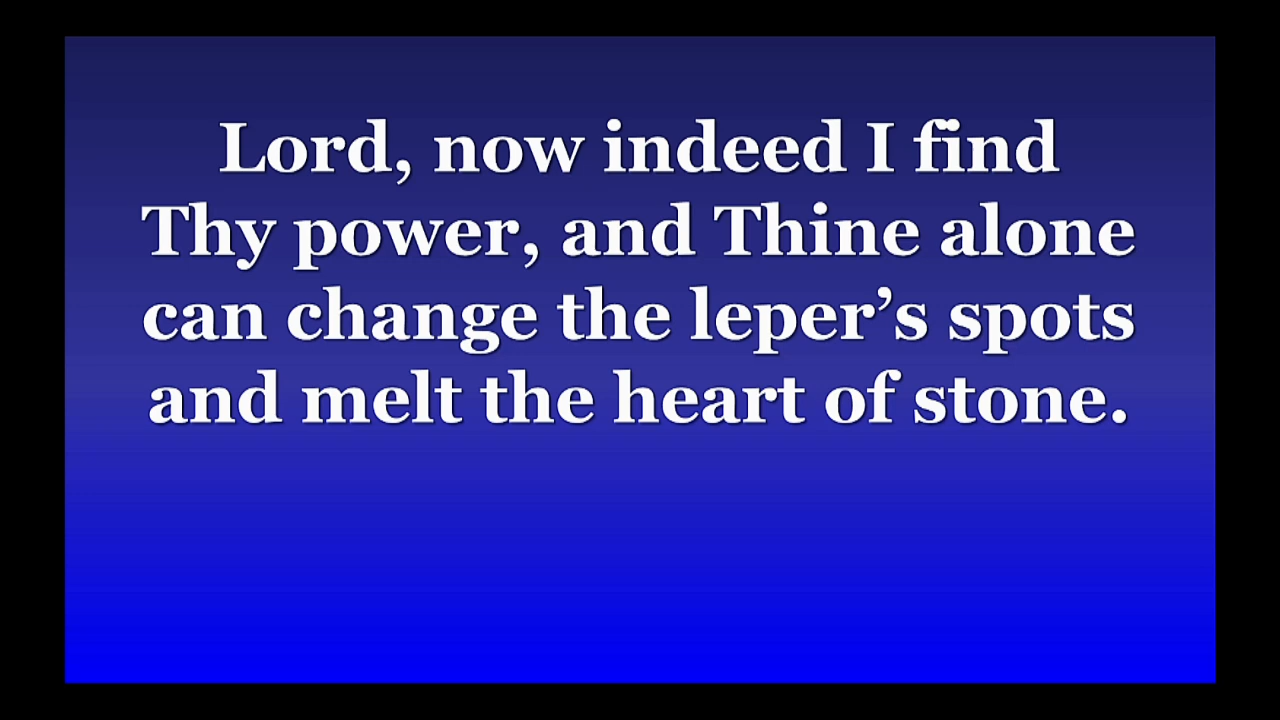 Lord, now indeed I find
Thy power, and Thine alone
can change the leper’s spots
and melt the heart of stone.